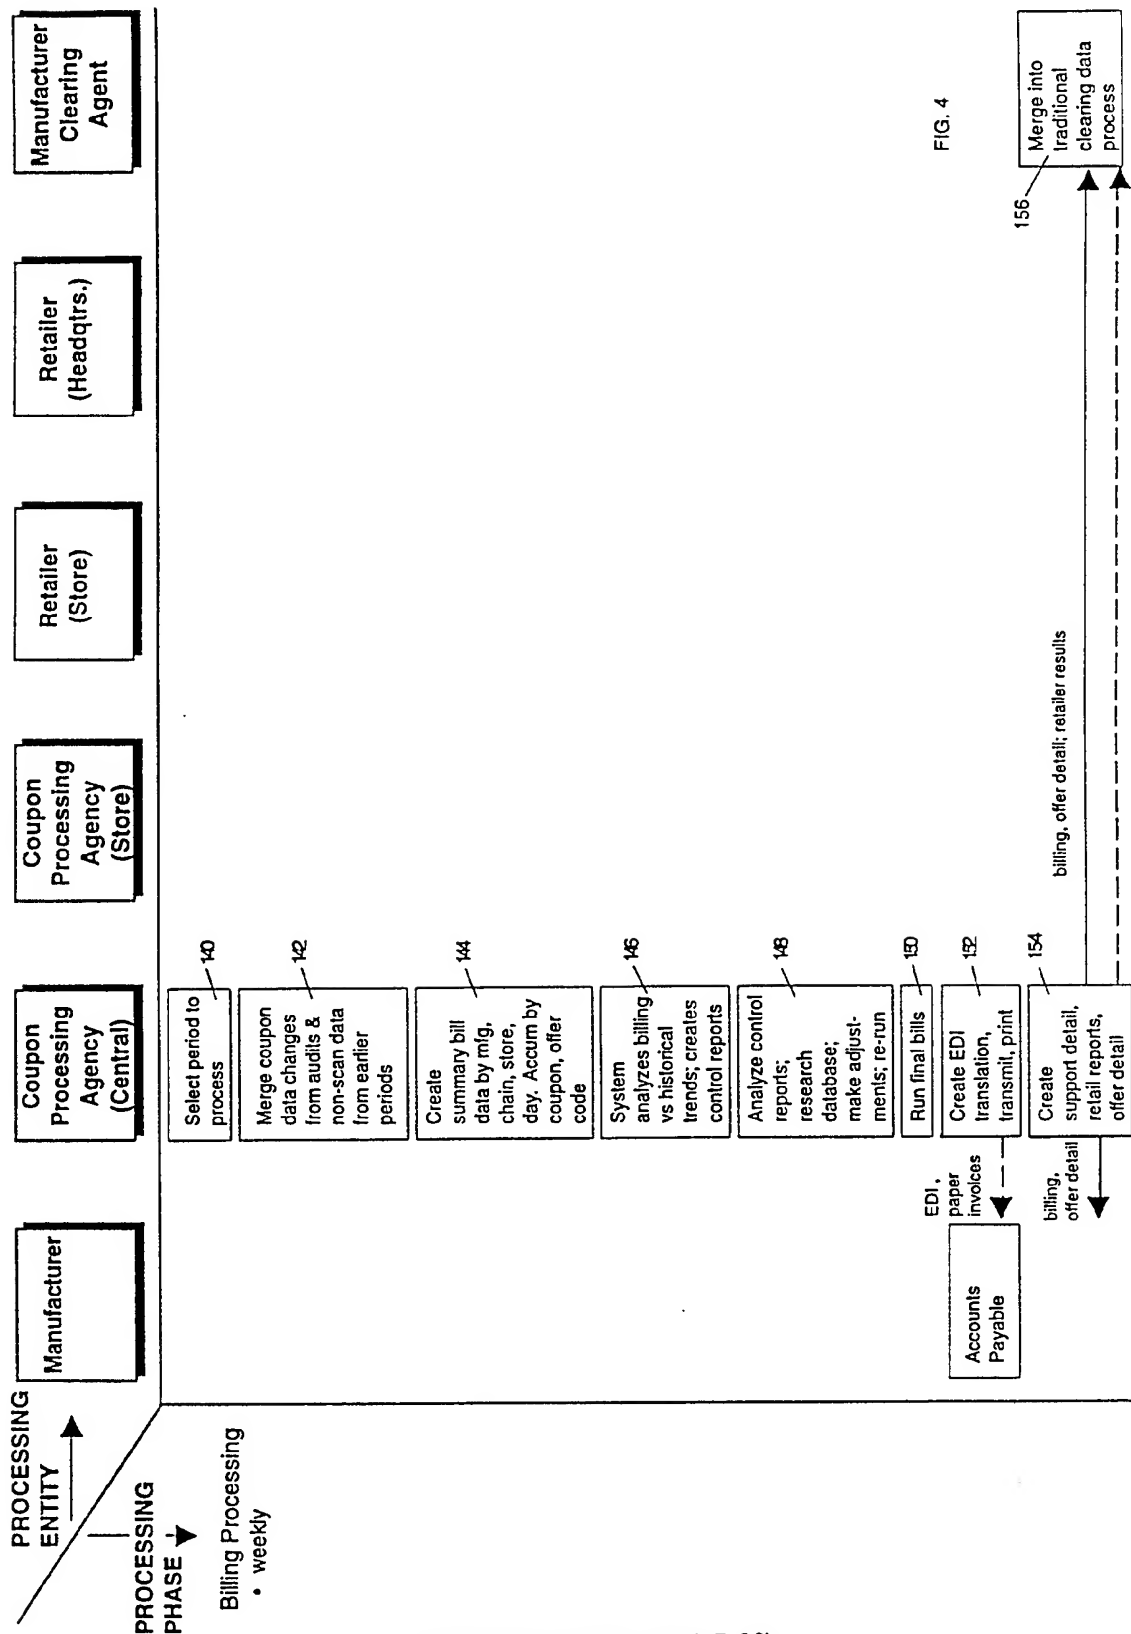 PROCESSING
ENTITY
PROCESSING
PHASE
Manufacturer
Coupon
Processing
Agency
(Central)
Coupon
Processing
Agency
(Store)
Retailer
(Store)
Retailer
(Headqtrs.)
Manufacturer
Clearing
Agent
Billing Processing
• weekly
Select period to
process
140
Merge coupon
data changes
from audits &
non-scan data
from earlier
periods
142
Create
summary bill
data by mfg,
chain, store,
day. Accum by
coupon, offer
code
144
System
analyzes billing
vs historical
trends; creates
control reports
146
Analyze control
reports;
research
database;
make adjust-
ments; re-run
148
Run final bills
150
Create EDI
translation,
transmit, print
152
EDI,
paper
invoices
Accounts
Payable
Create
support detail,
retail reports,
offer detail
154
billing,
offer detail
billing, offer detail; retailer results
Merge into
traditional
clearing data
process
156
FIG. 4